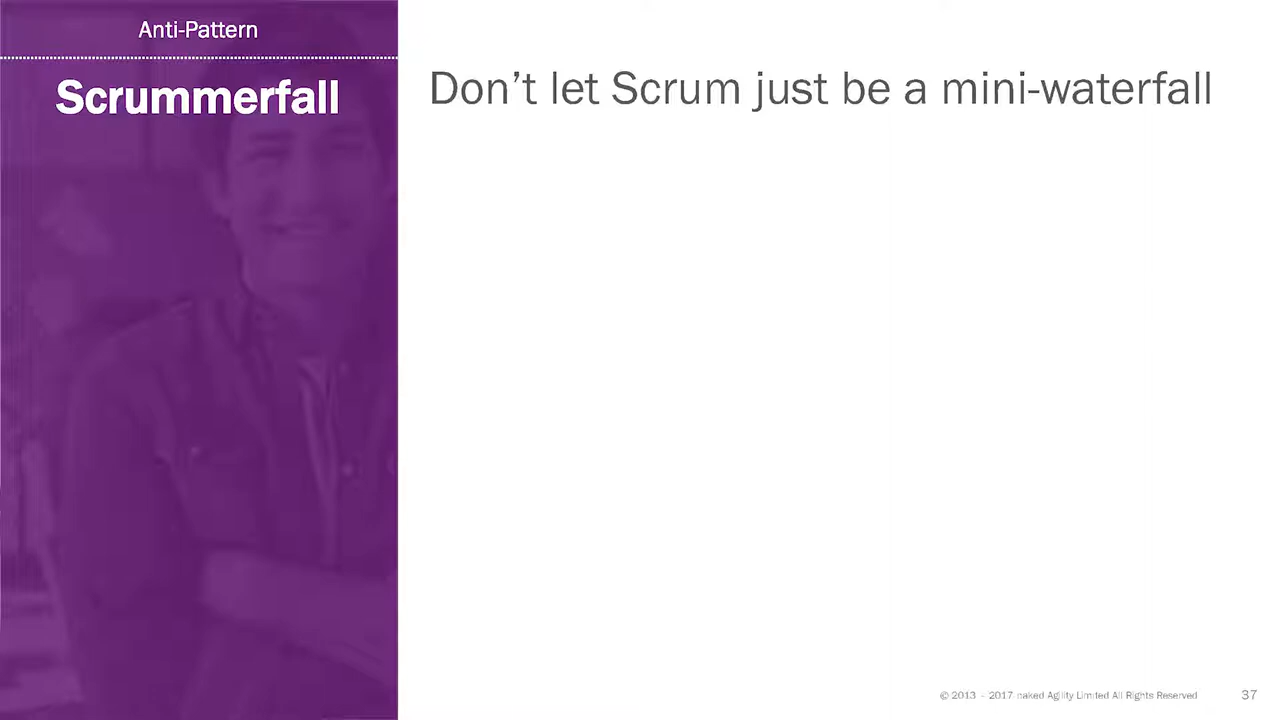 Anti-Pattern
Scrummerfall
Don’t let Scrum just be a mini-waterfall
© 2013 - 2017 naked Agility Limited All Rights Reserved
37